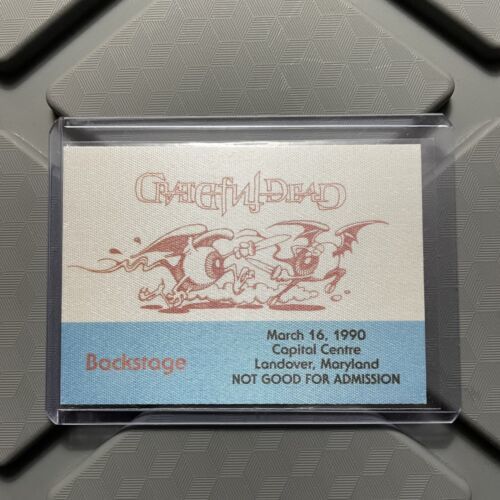 GRATEFUL DEAD
Backstage
March 16, 1990
Capital Centre
Landover, Maryland
NOT GOOD FOR ADMISSION